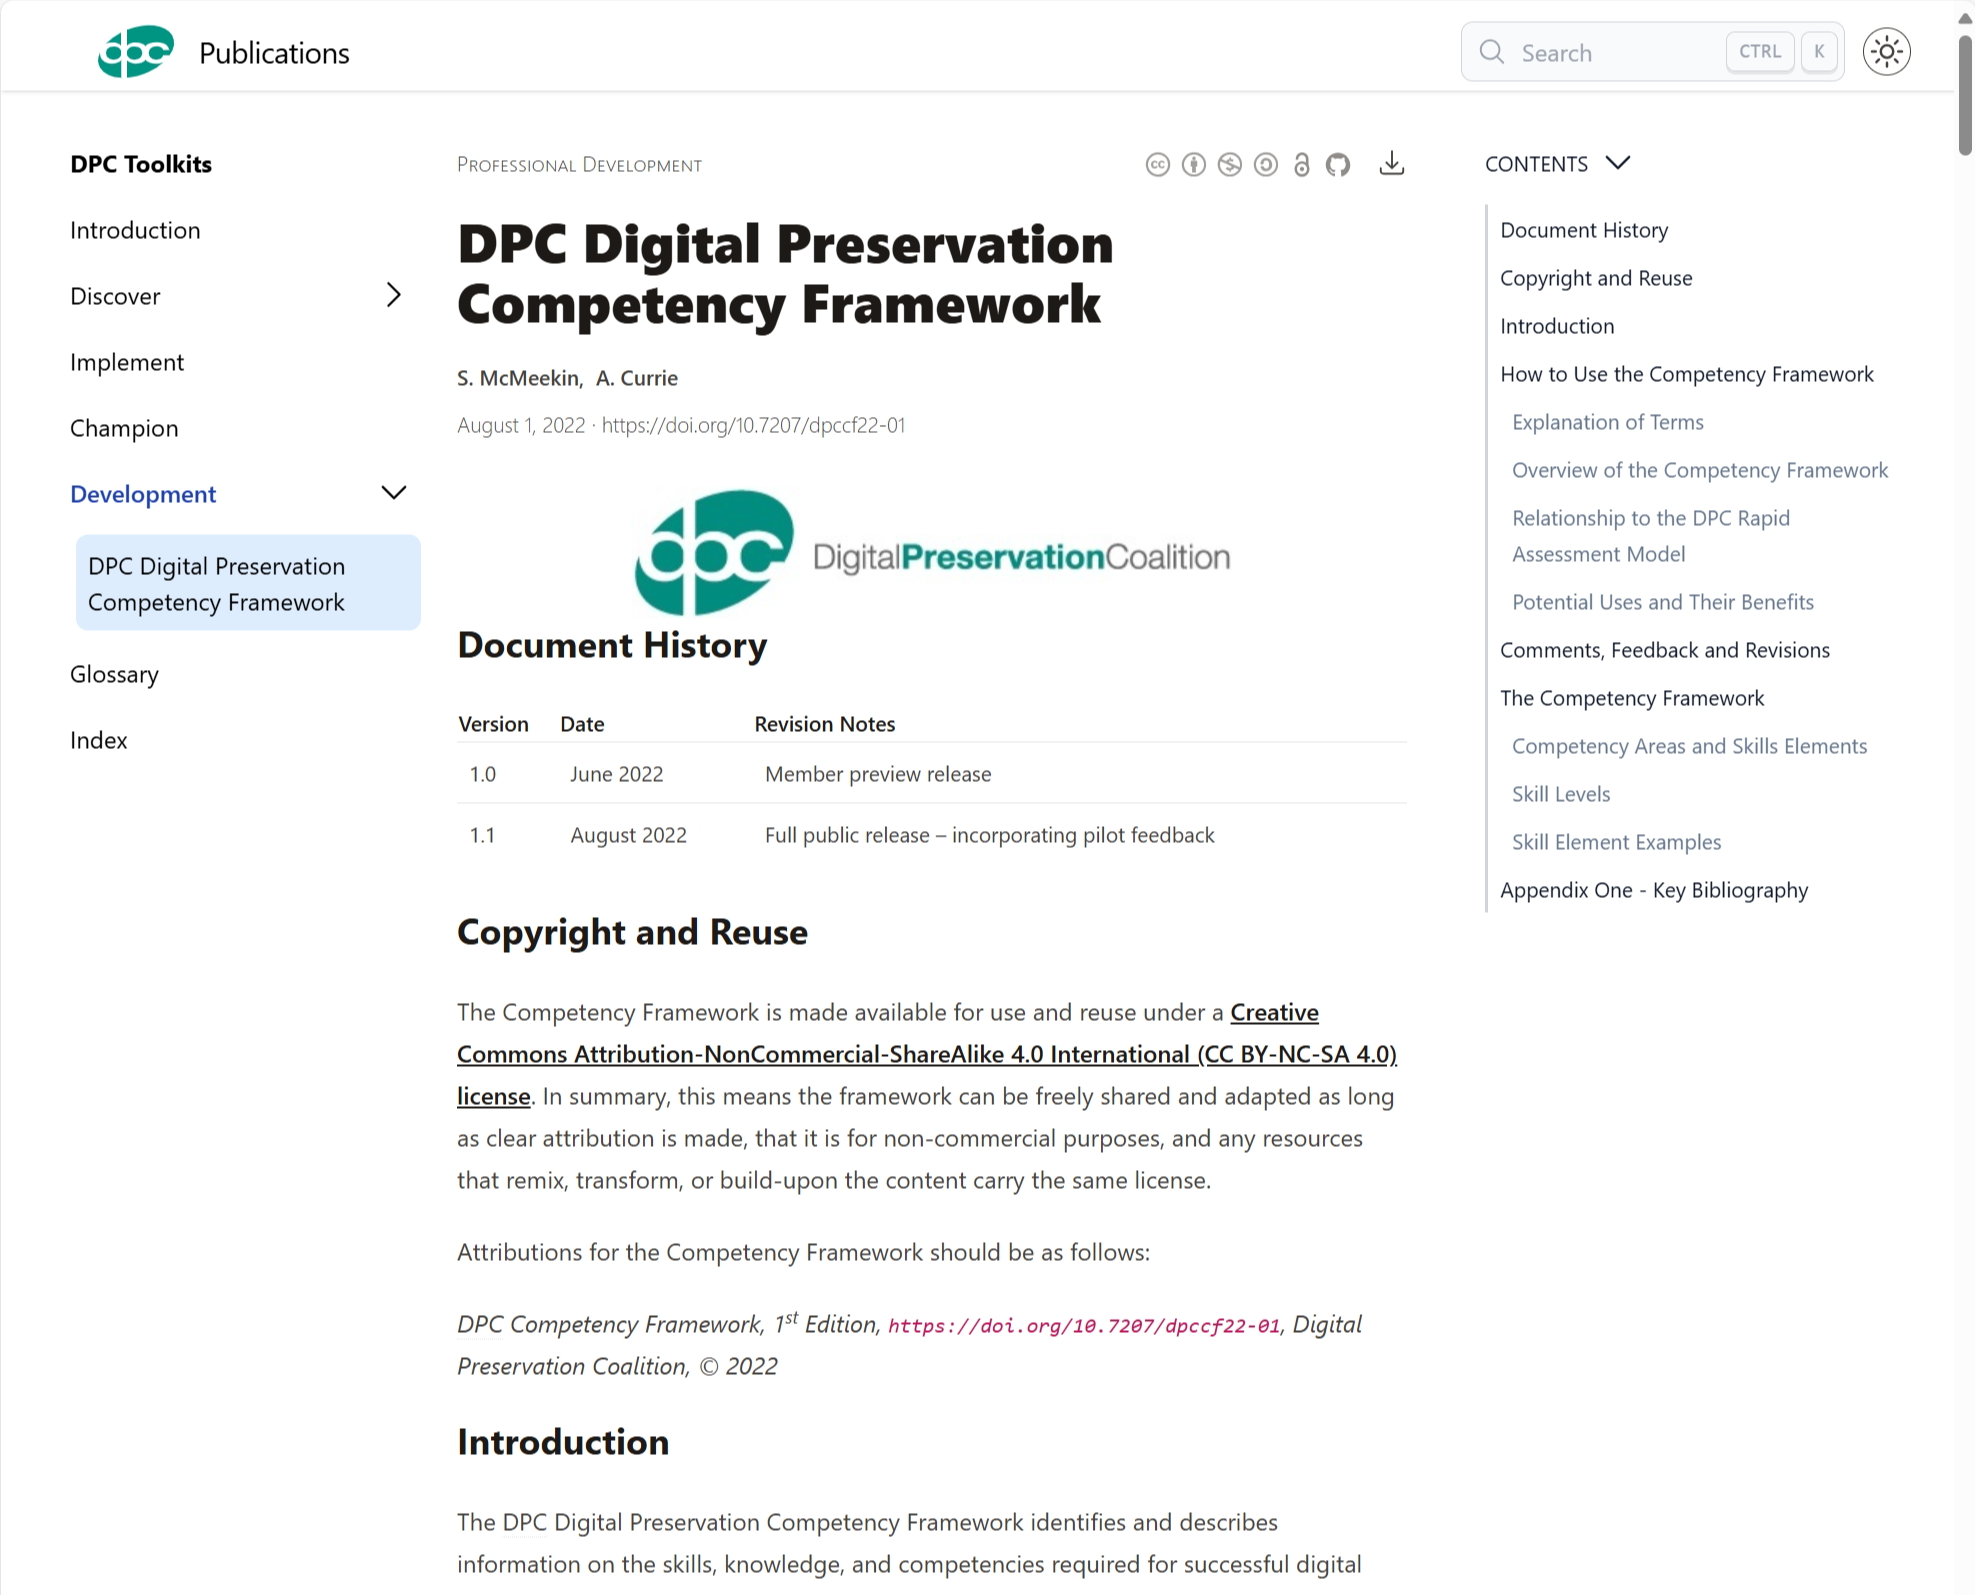 dpc Publications
Search CTRL K
DPC Toolkits
Introduction
Discover
Implement
Champion
Development
DPC Digital Preservation
Competency Framework
Glossary
Index
PROFESSIONAL DEVELOPMENT
cc
DPC Digital Preservation
Competency Framework
S. McMeekin, A. Currie
August 1, 2022 · https://doi.org/10.7207/dpccf22-01
dpc DigitalPreservationCoalition
Document History
Version Date Revision Notes
1.0 June 2022 Member preview release
1.1 August 2022 Full public release – incorporating pilot feedback
Copyright and Reuse
The Competency Framework is made available for use and reuse under a Creative
Commons Attribution-NonCommercial-ShareAlike 4.0 International (CC BY-NC-SA 4.0)
license. In summary, this means the framework can be freely shared and adapted as long
as clear attribution is made, that it is for non-commercial purposes, and any resources
that remix, transform, or build-upon the content carry the same license.
Attributions for the Competency Framework should be as follows:
DPC Competency Framework, 1st Edition, https://doi.org/10.7207/dpccf22-01, Digital
Preservation Coalition, © 2022
Introduction
The DPC Digital Preservation Competency Framework identifies and describes
information on the skills, knowledge, and competencies required for successful digital
CONTENTS
Document History
Copyright and Reuse
Introduction
How to Use the Competency Framework
Explanation of Terms
Overview of the Competency Framework
Relationship to the DPC Rapid
Assessment Model
Potential Uses and Their Benefits
Comments, Feedback and Revisions
The Competency Framework
Competency Areas and Skills Elements
Skill Levels
Skill Element Examples
Appendix One - Key Bibliography